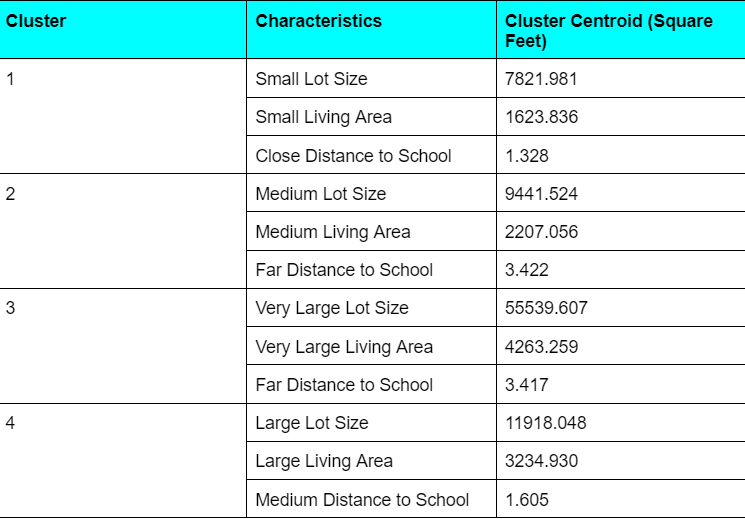 Cluster Characteristics Cluster Centroid (Square Feet)
1 Small Lot Size 7821.981
Small Living Area 1623.836
Close Distance to School 1.328
2 Medium Lot Size 9441.524
Medium Living Area 2207.056
Far Distance to School 3.422
3 Very Large Lot Size 55539.607
Very Large Living Area 4263.259
Far Distance to School 3.417
4 Large Lot Size 11918.048
Large Living Area 3234.930
Medium Distance to School 1.605